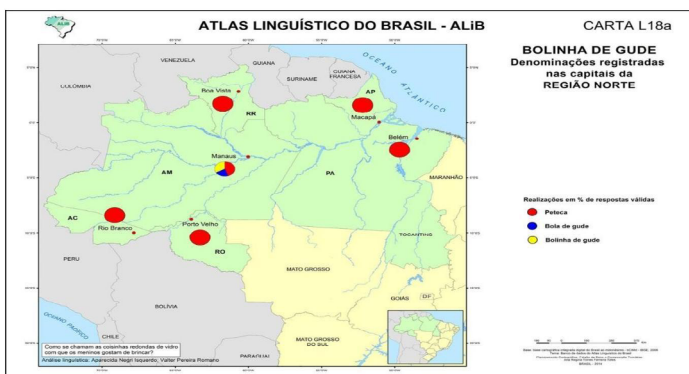 ALiB
ATLAS LINGUÍSTICO DO BRASIL - ALiB
CARTA L18a
BOLINHA DE GUDE
Denominações registradas
nas capitais da
REGIÃO NORTE
VENEZUELA
GUIANA
SURINAME
GUIANA
FRANCESA
COLÔMBIA
OCEANO
ATLÂNTICO
Boa Vista
RR
AP
Macapá
Belém
Manaus
AM
PA
MARANHÃO
AC
Rio Branco
Porto Velho
RO
TOCANTINS
PERU
MATO GROSSO
BOLÍVIA
GOIÁS
DF
OCEANO PACÍFICO
CHILE
MATO GROSSO
DO SUL
PARAGUAI
Realizações em % de respostas válidas
Peteca
Bola de gude
Bolinha de gude
Como se chamam as coisinhas redondas de vidro
com que os meninos gostam de brincar?
Análise linguística: Aparecida Negri Isquerdo, Valter Pereira Romano